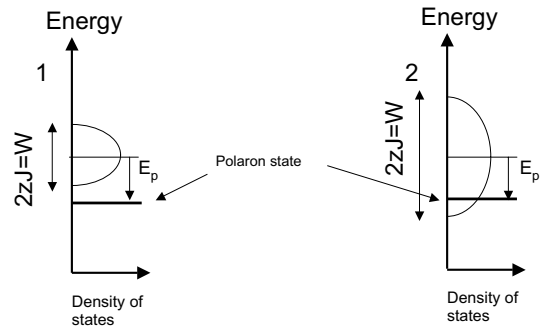 Energy
1
2zJ=W
E_p
Density of
states
Polaron state
Energy
2
2zJ=W
E_p
Density of
states